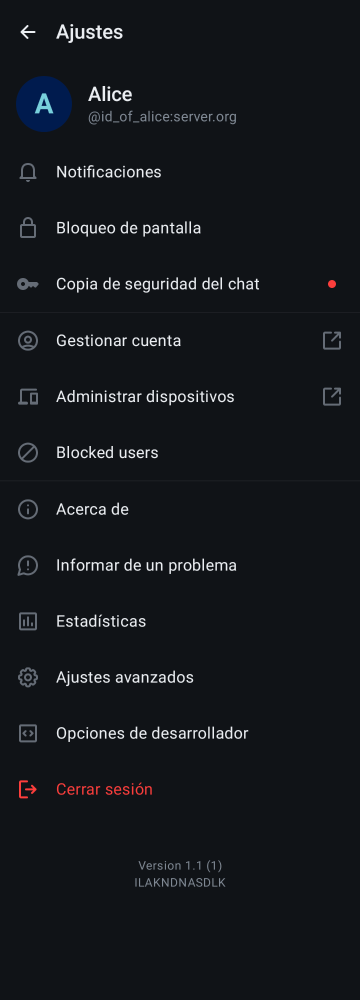 Ajustes
A
Alice
@id_of_alice:server.org
Notificaciones
Bloqueo de pantalla
Copia de seguridad del chat
Gestionar cuenta
Administrar dispositivos
Blocked users
Acerca de
Informar de un problema
Estadísticas
Ajustes avanzados
Opciones de desarrollador
Cerrar sesión
Version 1.1 (1)
ILAKNDNASDLK